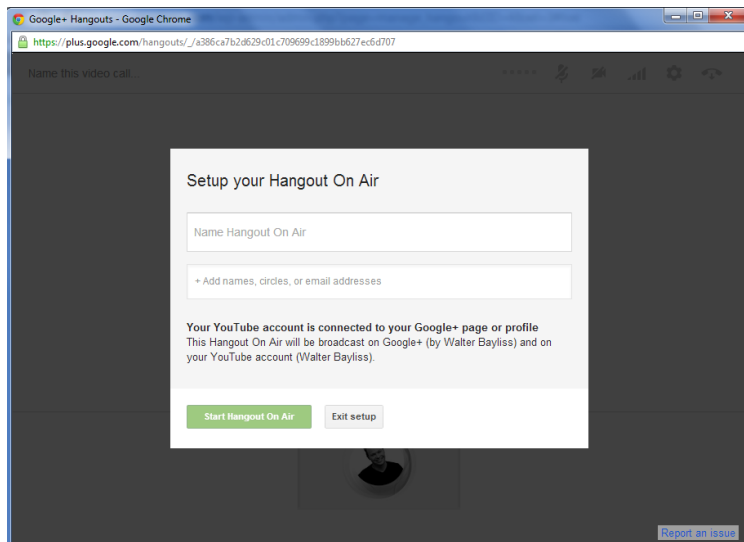 Google+ Hangouts - Google Chrome
https://plus.google.com/hangouts/_/a386ca7b2d629c01c709699c1899bb627ec6d707
Name this video call..
Setup your Hangout On Air
Name Hangout On Air
+ Add names, circles, or email addresses
Your YouTube account is connected to your Google+ page or profile
This Hangout On Air will be broadcast on Google+ (by Walter Bayliss) and on
your YouTube account (Walter Bayliss).
Start Hangout On Air
Exit setup
Report an issue